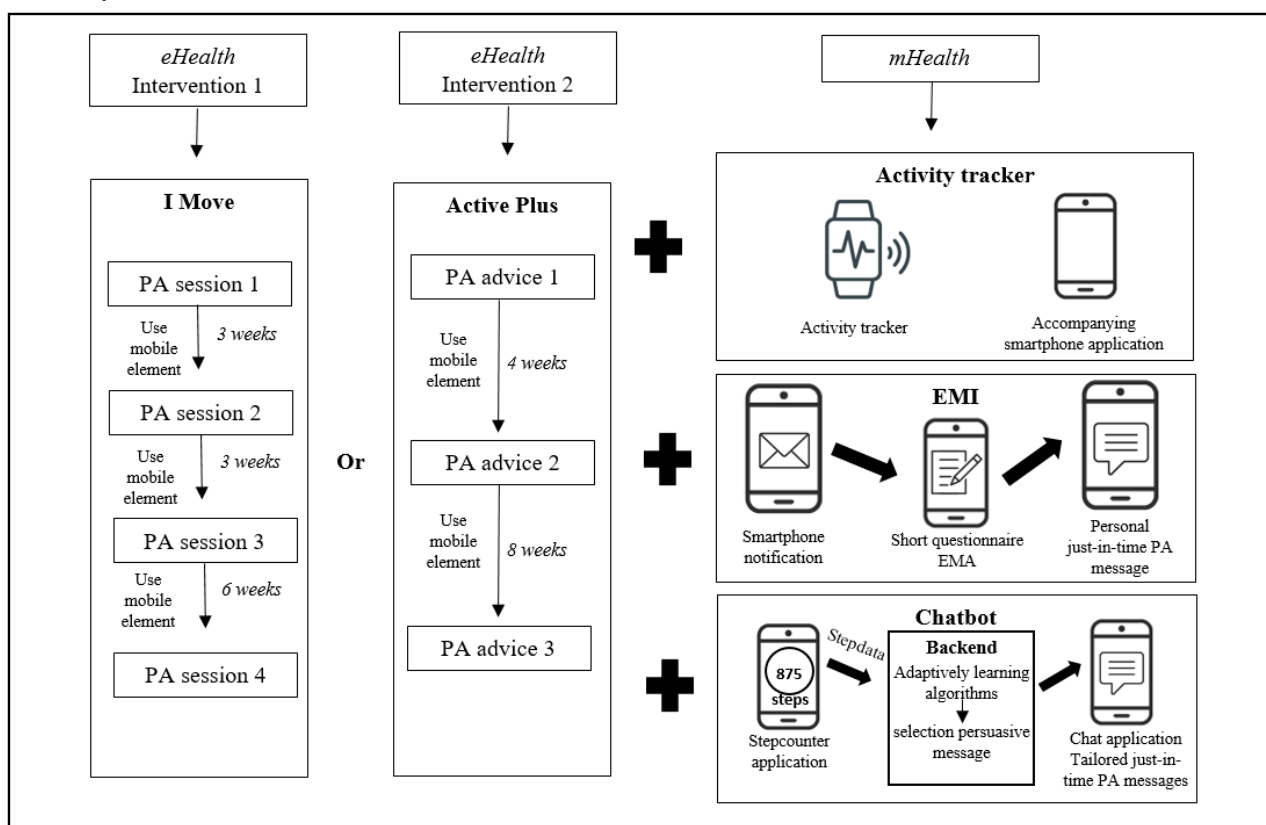 eHealth
Intervention 1
I Move
PA session 1
Use
mobile
element
3 weeks
PA session 2
Use
mobile
element
3 weeks
PA session 3
Use
mobile
element
6 weeks
PA session 4
Or
eHealth
Intervention 2
Active Plus
PA advice 1
Use
mobile
element
4 weeks
PA advice 2
Use
mobile
element
8 weeks
PA advice 3
mHealth
Activity tracker
Activity tracker
Accompanying
smartphone application
EMI
Smartphone
notification
Short questionnaire
EMA
Personal
just-in-time PA
message
Chatbot
875
steps
Stepcounter
application
Stepdata
Backend
Adaptively learning
algorithms
selection persuasive
message
Chat application
Tailored just-in-
time PA messages